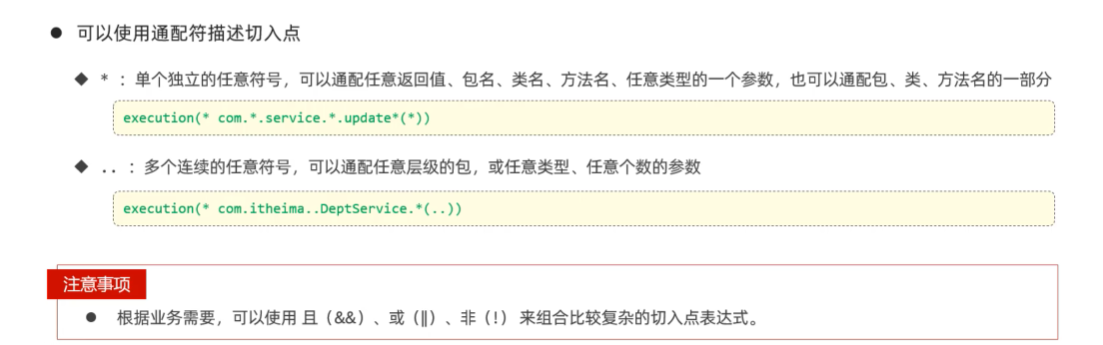 ● 可以使用通配符描述切入点
◆ * ：单个独立的任意符号，可以通配任意返回值、包名、类名、方法名、任意类型的一个参数，也可以通配包、类、方法名的一部分
execution(* com.*.service.*.update*(*))
◆ .. ：多个连续的任意符号，可以通配任意层级的包，或任意类型、任意个数的参数
execution(* com.itheima..DeptService.*(..))
注意事项
● 根据业务需要，可以使用 且（&&）、或（||）、非（!） 来组合比较复杂的切入点表达式。